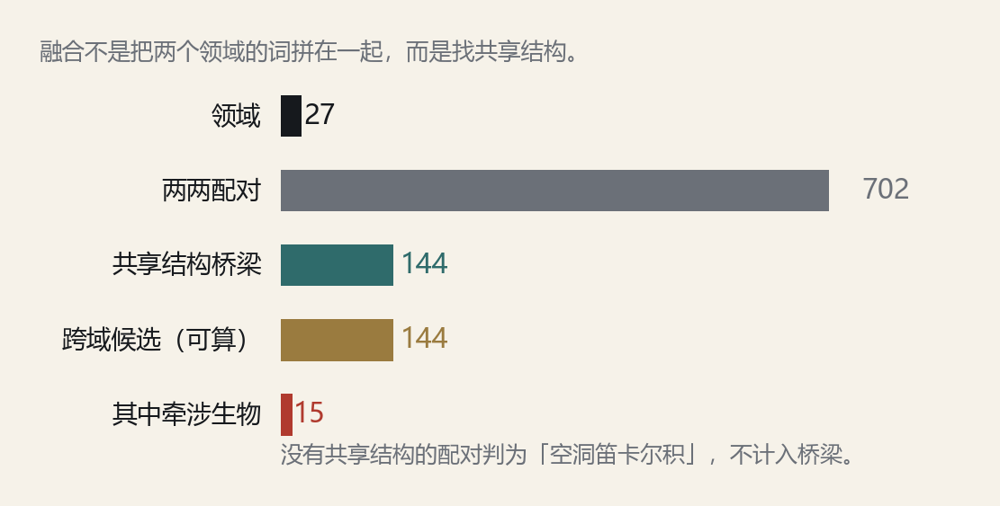 融合不是把两个领域的词拼在一起，而是找共享结构。
领域 27
两两配对 702
共享结构桥梁 144
跨域候选（可算） 144
其中牵涉生物 15
没有共享结构的配对判为「空洞笛卡尔积」，不计入桥梁。